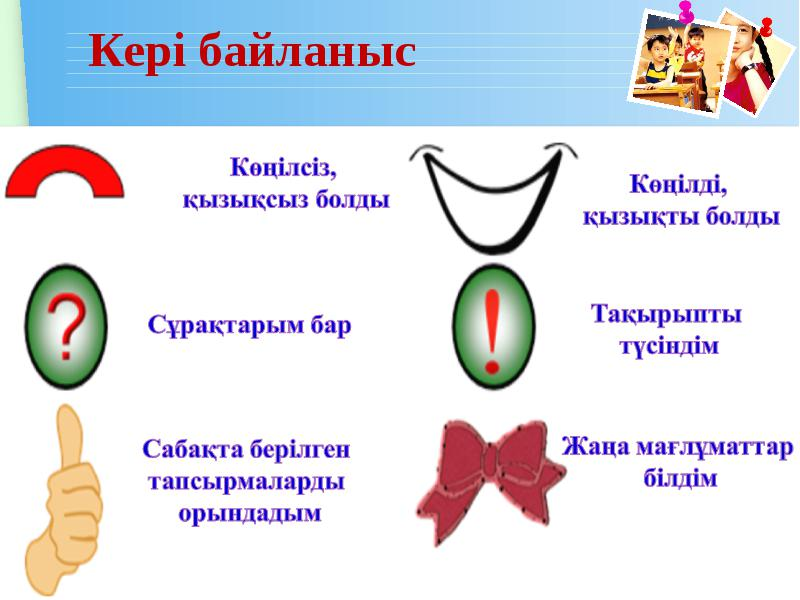 Кері байланыс
Көңілсіз,
қызықсыз болды
Көңілді,
қызықты болды
?
Сұрақтарым бар
!
Тақырыпты
түсіндім
Сабақта берілген
тапсырмаларды
орындадым
Жаңа мағлұматтар
білдім